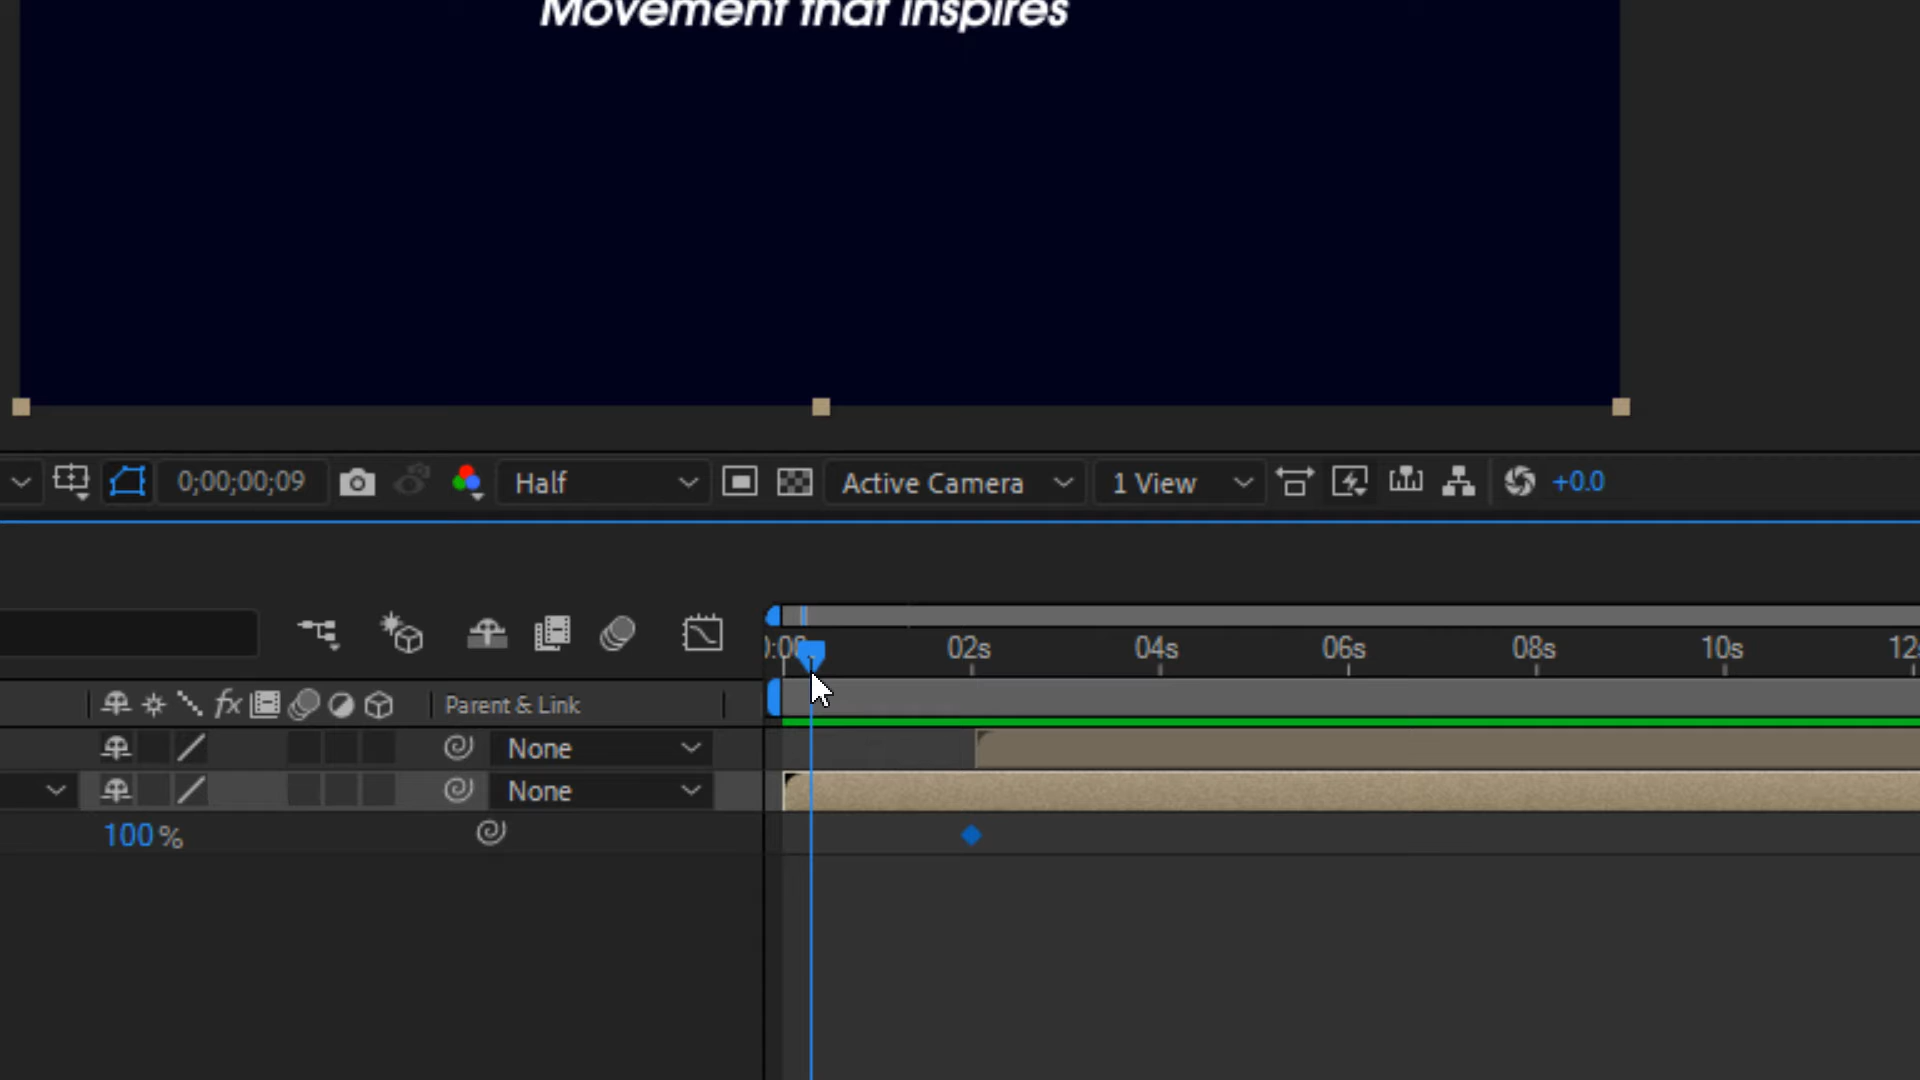 Movement that inspires
0;00;00;09
Half
Active Camera
1 View
+0.0
02s
04s
06s
08s
10s
fx
Parent & Link
None
None
100%